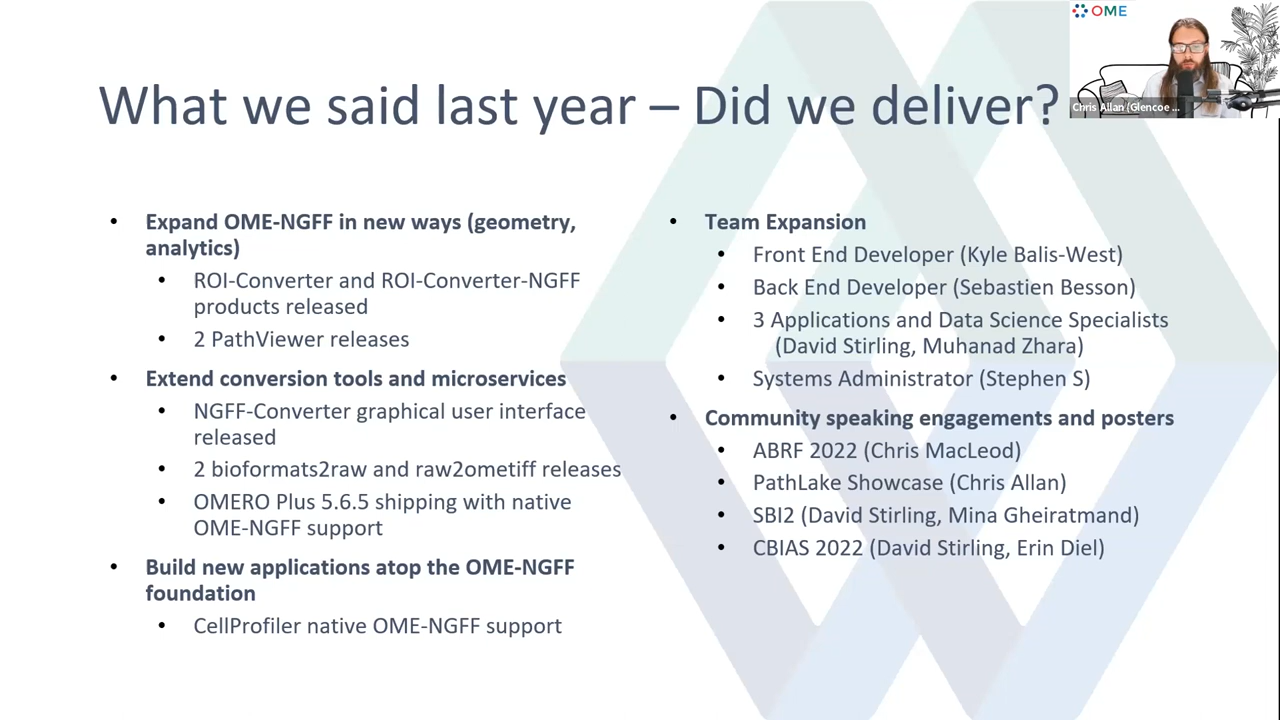 What we said last year – Did we deliver?
OME
Chris Allan (Glencoe ...
• Expand OME-NGFF in new ways (geometry,
analytics)
• ROI-Converter and ROI-Converter-NGFF
products released
• 2 PathViewer releases
• Extend conversion tools and microservices
• NGFF-Converter graphical user interface
released
• 2 bioformats2raw and raw2ometiff releases
• OMERO Plus 5.6.5 shipping with native
OME-NGFF support
• Build new applications atop the OME-NGFF
foundation
• CellProfiler native OME-NGFF support
• Team Expansion
• Front End Developer (Kyle Balis-West)
• Back End Developer (Sebastien Besson)
• 3 Applications and Data Science Specialists
(David Stirling, Muhanad Zhara)
• Systems Administrator (Stephen S)
• Community speaking engagements and posters
• ABRF 2022 (Chris MacLeod)
• PathLake Showcase (Chris Allan)
• SBI2 (David Stirling, Mina Gheiratmand)
• CBIAS 2022 (David Stirling, Erin Diel)